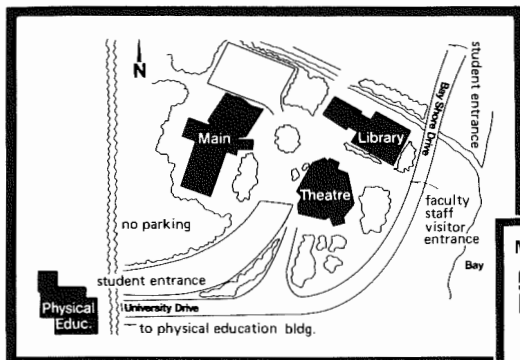 N
student entrance
Bay Shore Drive
Main
Library
Theatre
faculty
staff
visitor
entrance
no parking
Bay
student entrance
Physical
Educ.
University Drive
to physical education bldg.